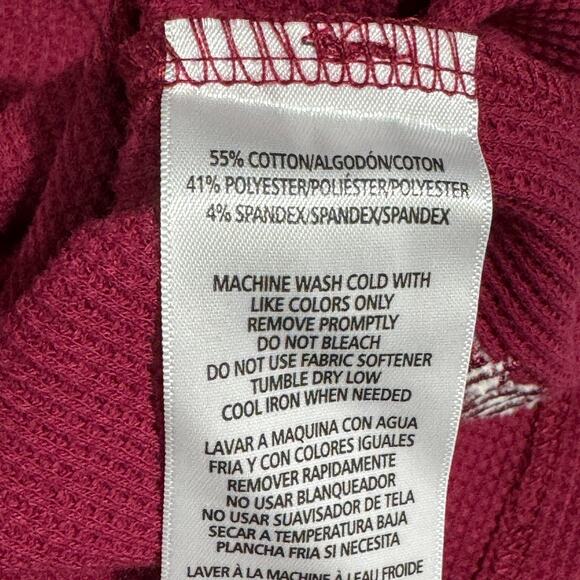 55% COTTON/ALGODÓN/COTON
41% POLYESTER/POLIÉSTER/POLYESTER
4% SPANDEX/SPANDEX/SPANDEX
MACHINE WASH COLD WITH
LIKE COLORS ONLY
REMOVE PROMPTLY
DO NOT BLEACH
DO NOT USE FABRIC SOFTENER
TUMBLE DRY LOW
COOL IRON WHEN NEEDED
LAVAR A MAQUINA CON AGUA
FRIA Y CON COLORES IGUALES
REMOVER RAPIDAMENTE
NO USAR BLANQUEADOR
NO USAR SUAVISADOR DE TELA
SECAR A TEMPERATURA BAJA
PLANCHA FRIA SI NECESITA
LAVER À LA MACHINE À L'EAU FROIDE